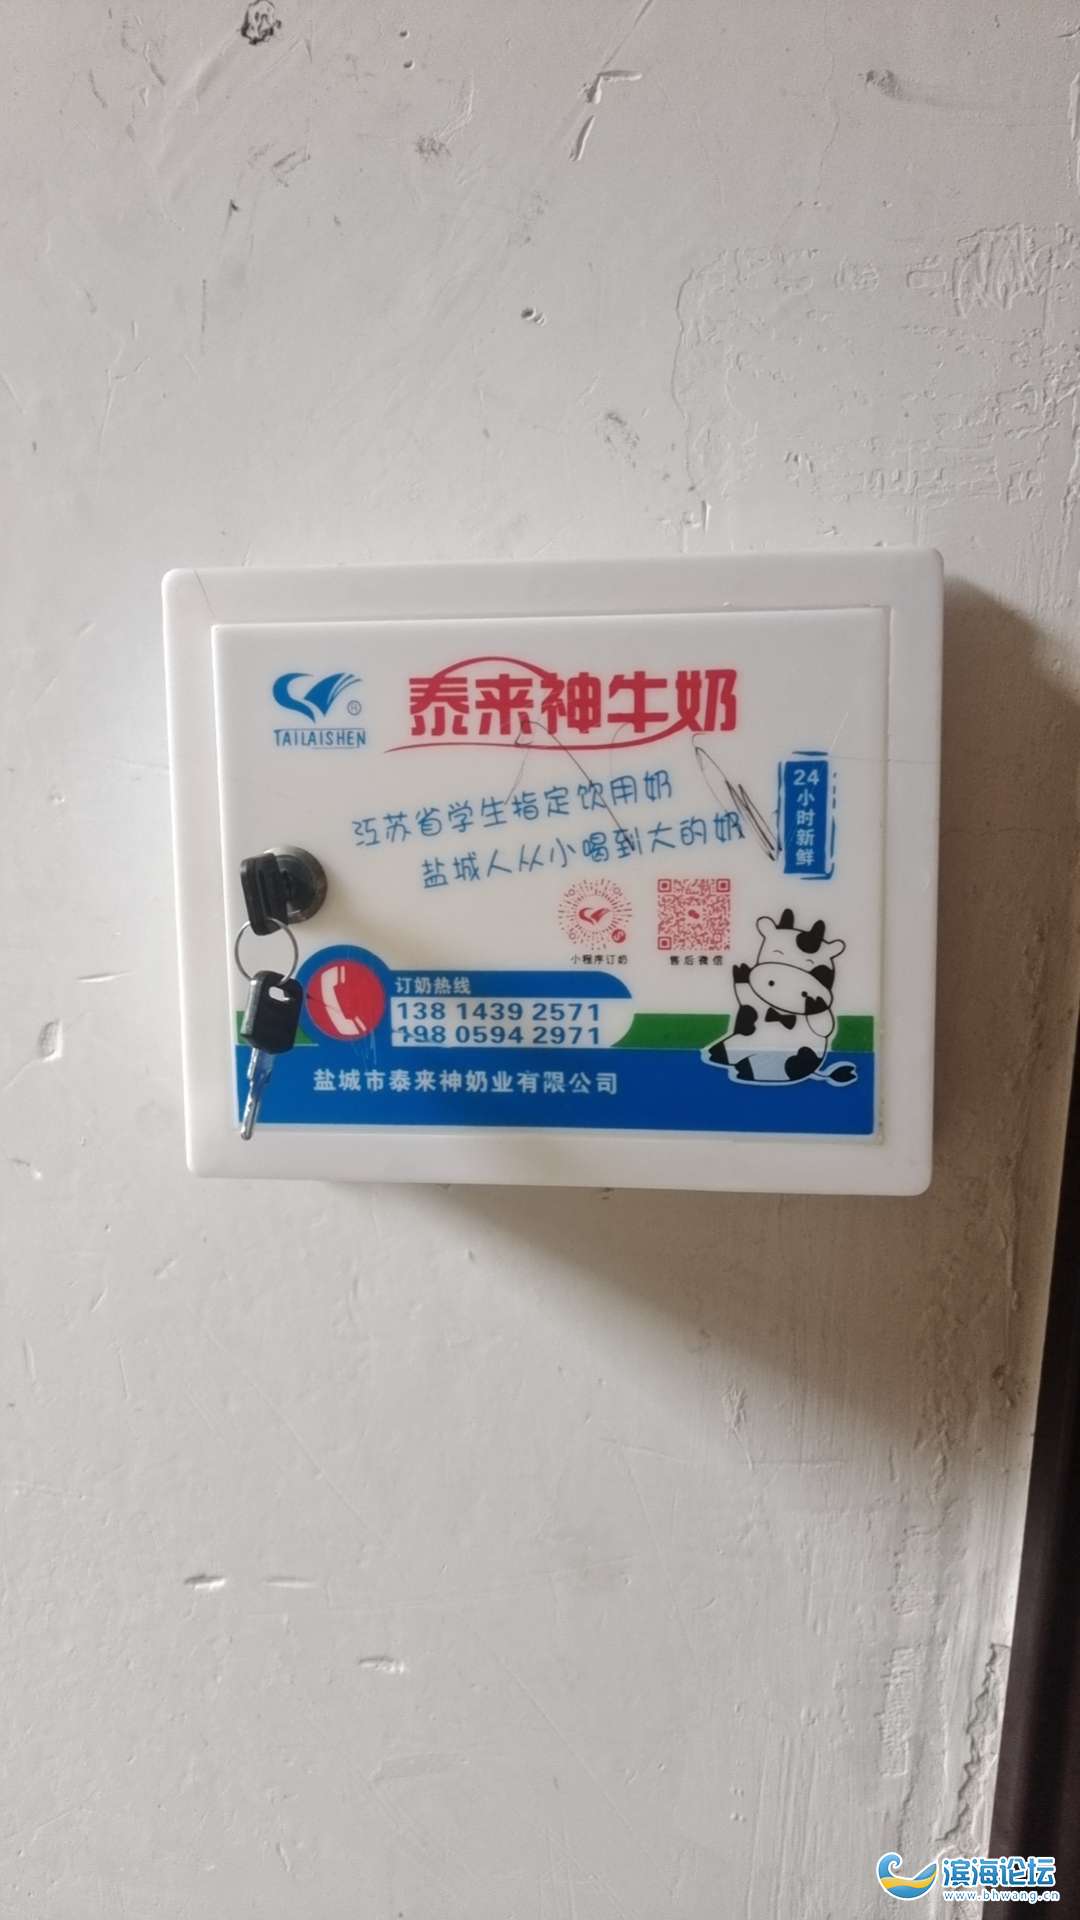 泰来神牛奶
TAILAISHEN
江苏省学生指定饮用奶
盐城人从小喝到大的奶
24小时新鲜
小程序订奶
售后微信
订奶热线
138 1439 2571
198 0594 2971
盐城市泰来神奶业有限公司
滨海论坛
www.bhwang.cn